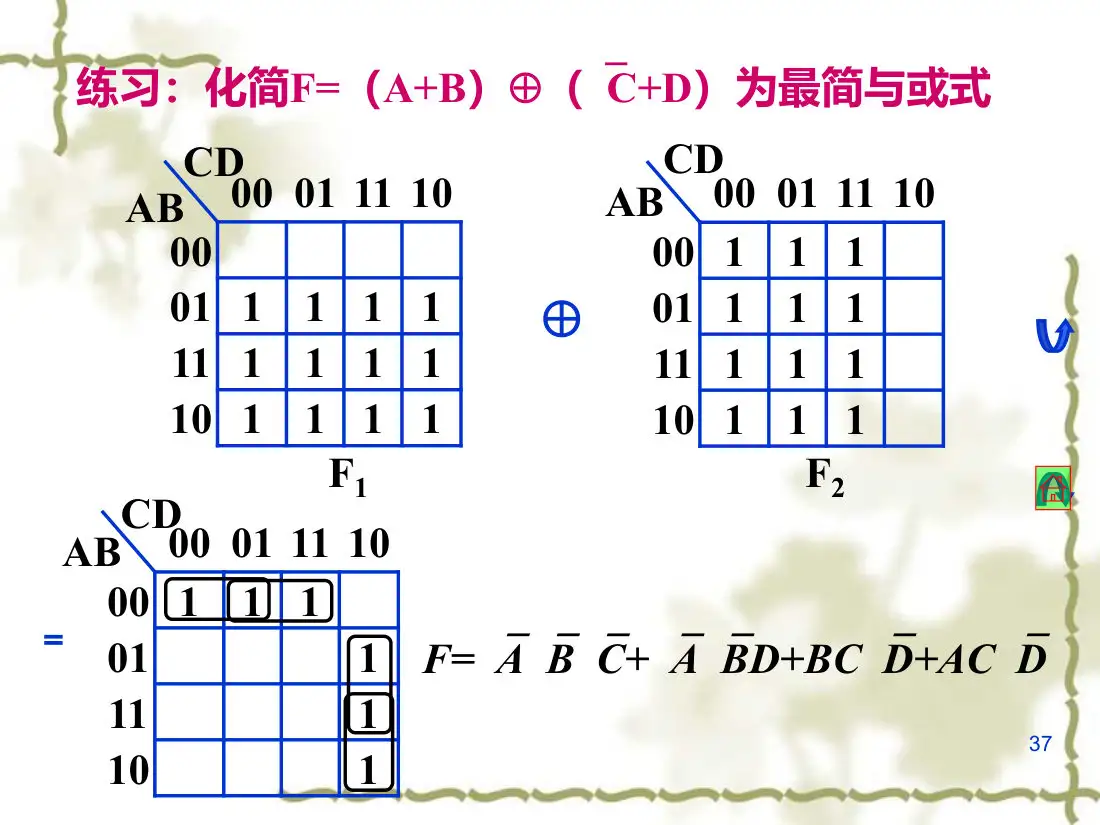 练习：化简F=（A+B）⊕（ C̅+D）为最简与或式
CD
AB
00 01 11 10
00
01 1 1 1 1
11 1 1 1 1
10 1 1 1 1
F₁
⊕
CD
AB
00 01 11 10
00 1 1 1
01 1 1 1
11 1 1 1
10 1 1 1
F₂
=
CD
AB
00 01 11 10
00 1 1 1
01 1
11 1
10 1
F= A̅ B̅ C̅+ A̅ B̅D+BC D̅+AC D̅
37